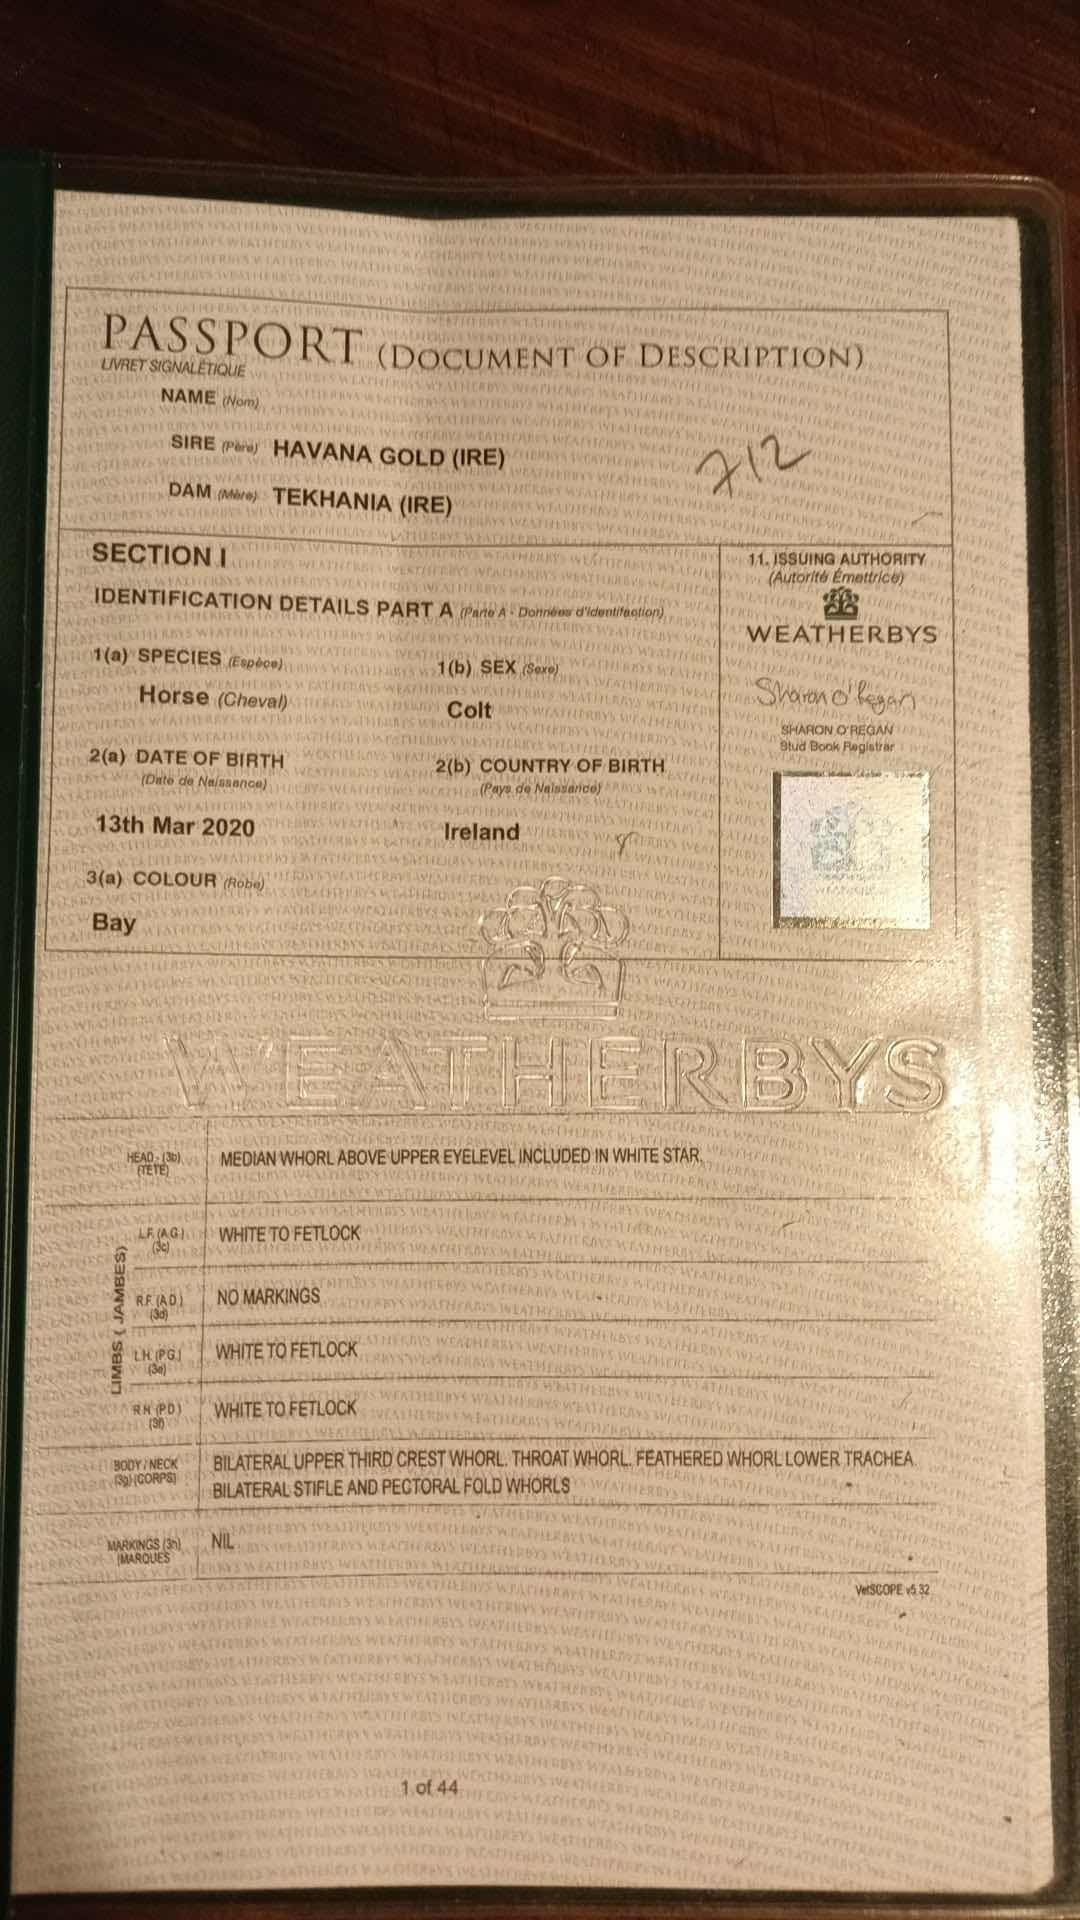 PASSPORT (DOCUMENT OF DESCRIPTION)
LIVRET SIGNALÉTIQUE
NAME (Nom)
SIRE (Père) HAVANA GOLD (IRE)
712
DAM (Mère) TEKHANIA (IRE)
SECTION I
IDENTIFICATION DETAILS PART A (Parte A - Données d'identifaction)
11. ISSUING AUTHORITY
(Autorité Émettrice)
WEATHERBYS
1(a) SPECIES (Espèce)
1(b) SEX (Sexe)
Horse (Cheval)
Colt
Sharon O'Regan
SHARON O'REGAN
Stud Book Registrar
2(a) DATE OF BIRTH
(Date de Naissance)
2(b) COUNTRY OF BIRTH
(Pays de Naissance)
13th Mar 2020
Ireland
3(a) COLOUR (Robe)
Bay
WEATHERBYS
HEAD - (3b) MEDIAN WHORL ABOVE UPPER EYELEVEL INCLUDED IN WHITE STAR.
(TETE)
LIMBS ( JAMBES)
L.F. (A.G.) WHITE TO FETLOCK
(3c)
R.F. (A.D.) NO MARKINGS
(3d)
L.H. (P.G.) WHITE TO FETLOCK
(3e)
R.H. (P.D.) WHITE TO FETLOCK
(3f)
BODY / NECK BILATERAL UPPER THIRD CREST WHORL. THROAT WHORL. FEATHERED WHORL LOWER TRACHEA.
(3g) (CORPS) BILATERAL STIFLE AND PECTORAL FOLD WHORLS
MARKINGS (3h) NIL
(MARQUES
VetSCOPE v5.32
1 of 44